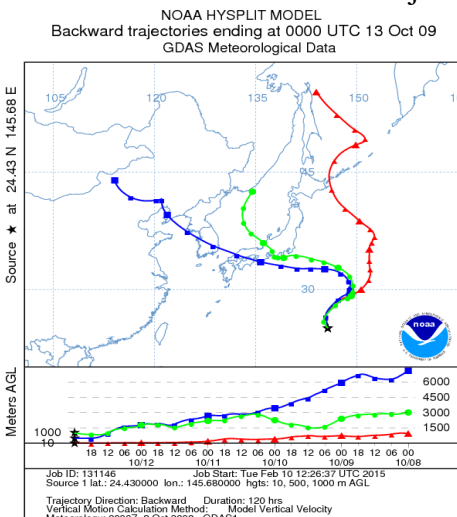 NOAA HYSPLIT MODEL
Backward trajectories ending at 0000 UTC 13 Oct 09
GDAS Meteorological Data
Source ★ at 24.43 N 145.68 E
105 120 135 150
45
30
noaa
Meters AGL
6000
4500
3000
1500
1000
10
18 12 06 00 18 12 06 00 18 12 06 00 18 12 06 00 18 12 06 00
10/12 10/11 10/10 10/09 10/08
Job ID: 131146 Job Start: Tue Feb 10 12:26:37 UTC 2015
Source 1 lat.: 24.430000 lon.: 145.680000 hgts: 10, 500, 1000 m AGL
Trajectory Direction: Backward Duration: 120 hrs
Vertical Motion Calculation Method: Model Vertical Velocity